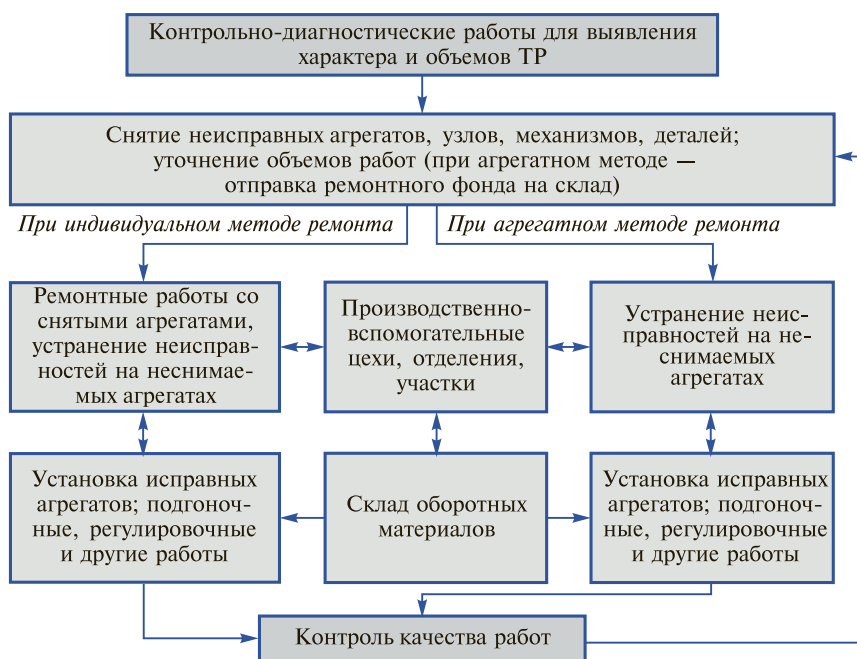 Контрольно-диагностические работы для выявления
характера и объемов ТР
Снятие неисправных агрегатов, узлов, механизмов, деталей;
уточнение объемов работ (при агрегатном методе —
отправка ремонтного фонда на склад)
При индивидуальном методе ремонта
При агрегатном методе ремонта
Ремонтные работы со
снятыми агрегатами,
устранение неисправ-
ностей на неснимае-
мых агрегатах
Производственно-
вспомогательные
цехи, отделения,
участки
Устранение неис-
правностей на не-
снимаемых
агрегатах
Установка исправных
агрегатов; подгоноч-
ные, регулировочные
и другие работы
Склад оборотных
материалов
Установка исправных
агрегатов; подгоноч-
ные, регулировочные
и другие работы
Контроль качества работ